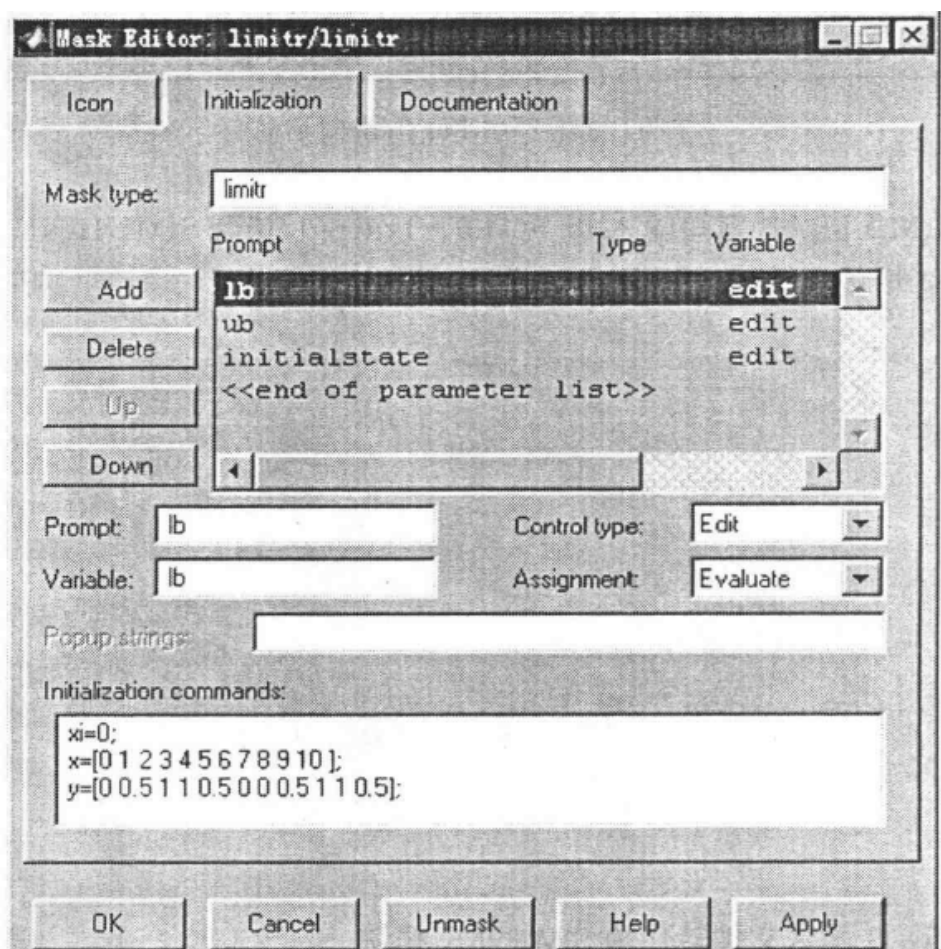 Mask Editor: limitr/limitr
Icon Initialization Documentation
Mask type: limitr
Prompt Type Variable
Add lb edit
Delete ub edit
initialstate edit
Up <<end of parameter list>>
Down
Prompt: lb Control type: Edit
Variable: lb Assignment: Evaluate
Popup strings:
Initialization commands:
xi=0;
x=[0 1 2 3 4 5 6 7 8 9 10 ];
y=[0 0.5 1 1 0.5 0 0 0.5 1 1 0.5];
OK Cancel Unmask Help Apply